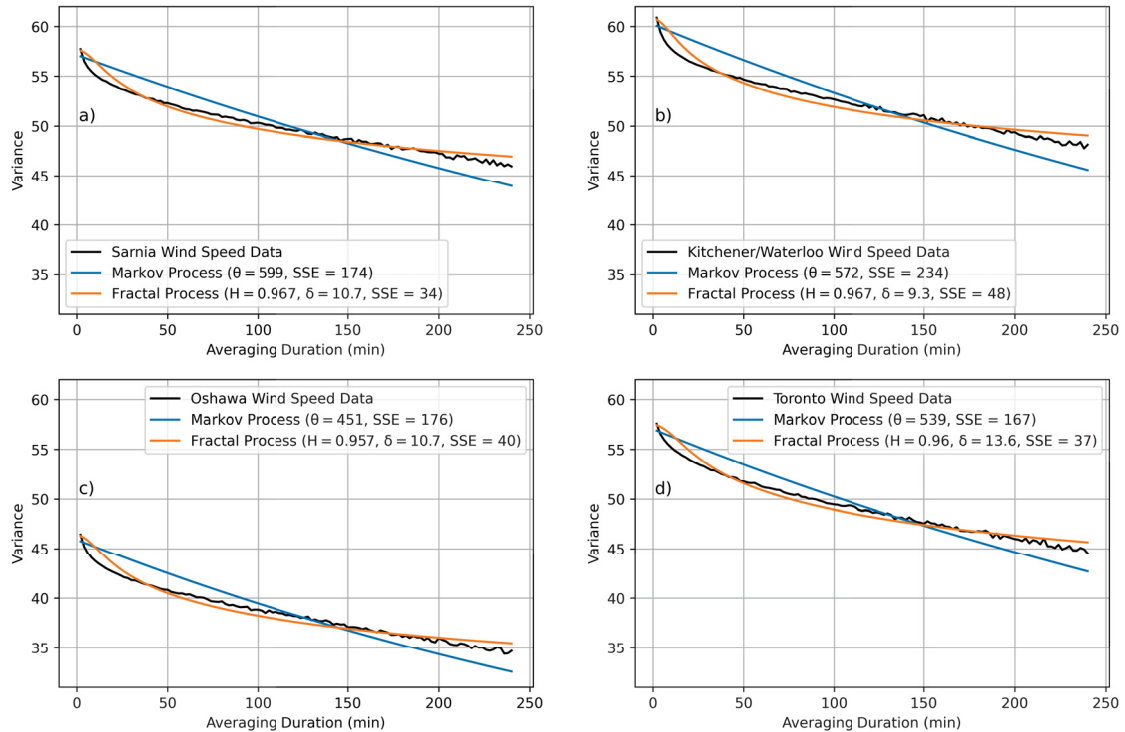 60
55
50
45
40
35
Variance
a)
Sarnia Wind Speed Data
Markov Process (θ = 599, SSE = 174)
Fractal Process (H = 0.967, δ = 10.7, SSE = 34)
0 50 100 150 200 250
Averaging Duration (min)
60
55
50
45
40
35
Variance
b)
Kitchener/Waterloo Wind Speed Data
Markov Process (θ = 572, SSE = 234)
Fractal Process (H = 0.967, δ = 9.3, SSE = 48)
0 50 100 150 200 250
Averaging Duration (min)
60
55
50
45
40
35
Variance
c)
Oshawa Wind Speed Data
Markov Process (θ = 451, SSE = 176)
Fractal Process (H = 0.957, δ = 10.7, SSE = 40)
0 50 100 150 200 250
Averaging Duration (min)
60
55
50
45
40
35
Variance
d)
Toronto Wind Speed Data
Markov Process (θ = 539, SSE = 167)
Fractal Process (H = 0.96, δ = 13.6, SSE = 37)
0 50 100 150 200 250
Averaging Duration (min)